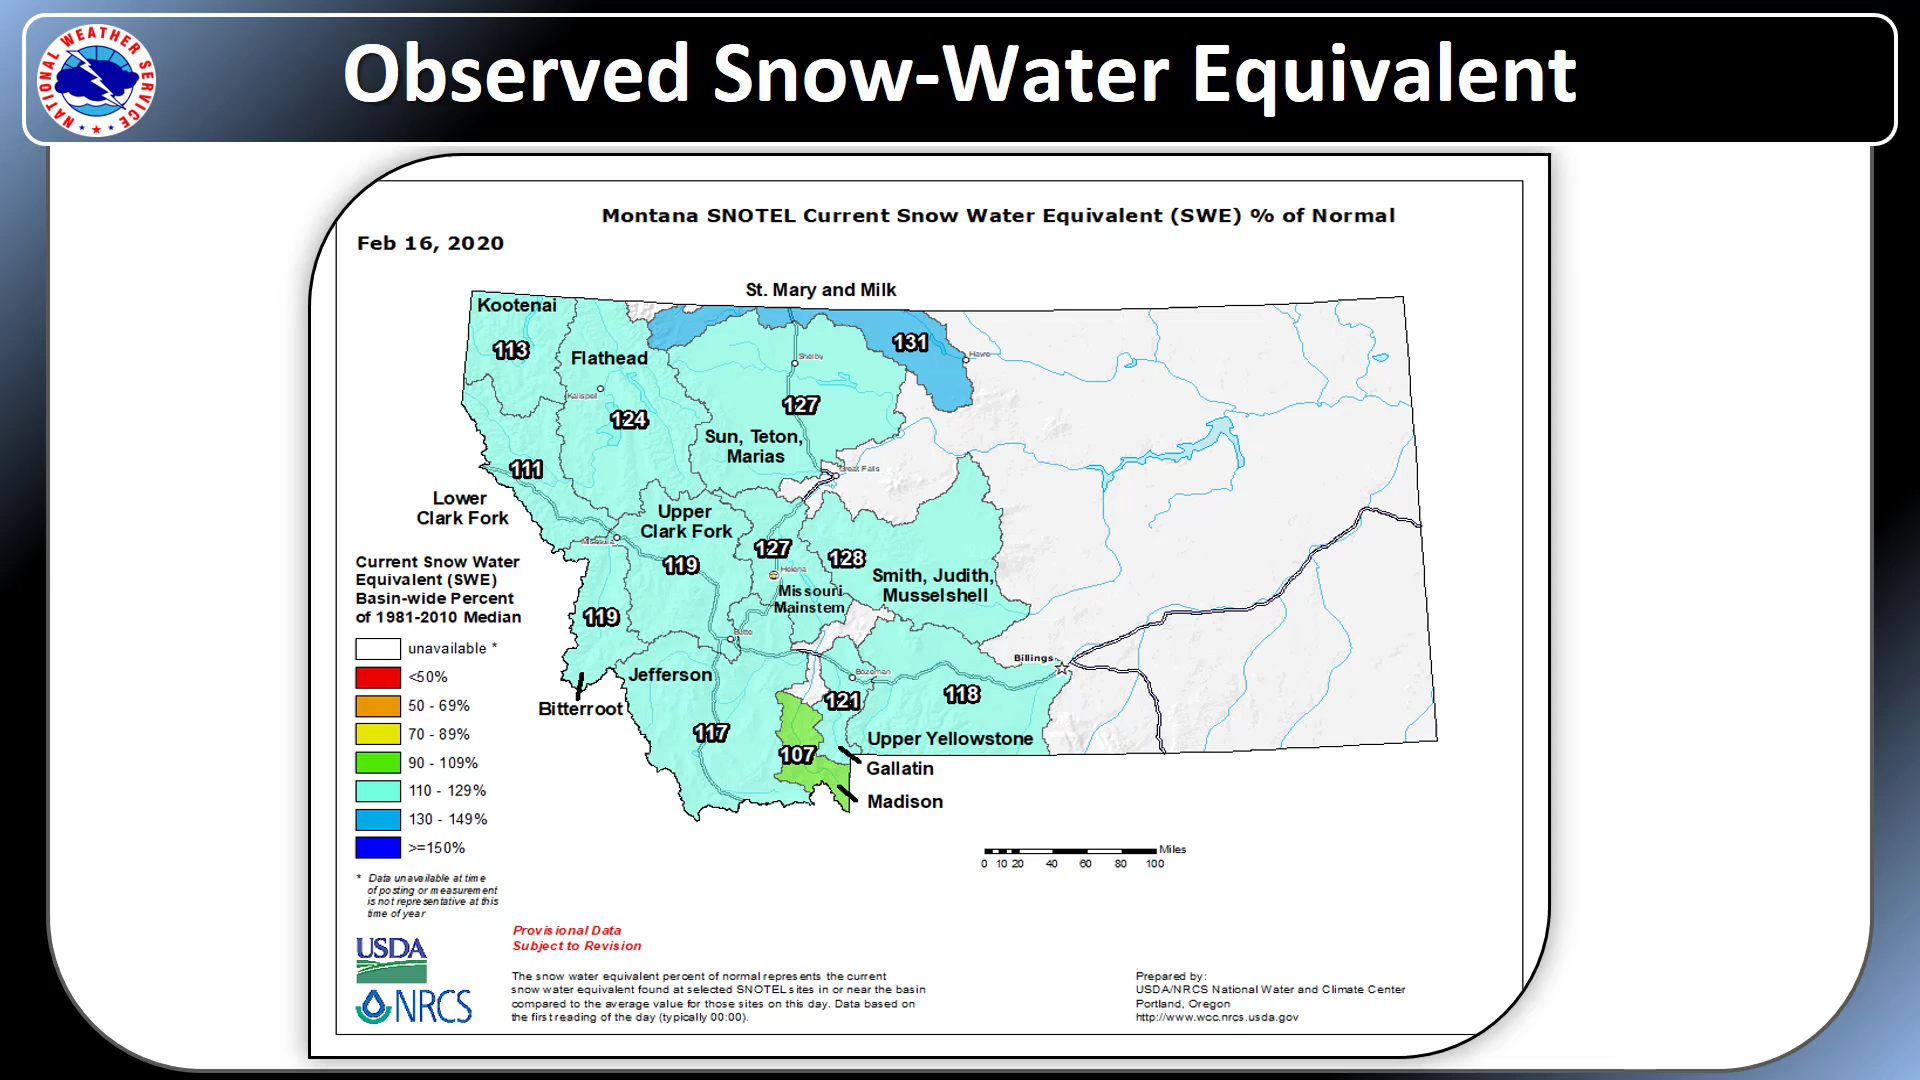 NATIONAL WEATHER SERVICE
Observed Snow-Water Equivalent
Montana SNOTEL Current Snow Water Equivalent (SWE) % of Normal
Feb 16, 2020
St. Mary and Milk
Kootenai
113
Flathead
131
Havre
Shelby
Kalispell
124
127
Sun, Teton,
Marias
111
Great Falls
Lower
Clark Fork
Upper
Clark Fork
Missoula
119
127
Helena
Missouri
Mainstem
128
Smith, Judith,
Musselshell
119
Butte
Billings
Jefferson
Bozeman
Bitterroot
121
118
117
107
Upper Yellowstone
Gallatin
Madison
Current Snow Water
Equivalent (SWE)
Basin-wide Percent
of 1981-2010 Median
unavailable *
<50%
50 - 69%
70 - 89%
90 - 109%
110 - 129%
130 - 149%
>=150%
* Data unavailable at time
of posting or measurement
is not representative at this
time of year
Miles
0 10 20 40 60 80 100
USDA
NRCS
Provisional Data
Subject to Revision
The snow water equivalent percent of normal represents the current
snow water equivalent found at selected SNOTEL sites in or near the basin
compared to the average value for those sites on this day. Data based on
the first reading of the day (typically 00:00).
Prepared by:
USDA/NRCS National Water and Climate Center
Portland, Oregon
http://www.wcc.nrcs.usda.gov